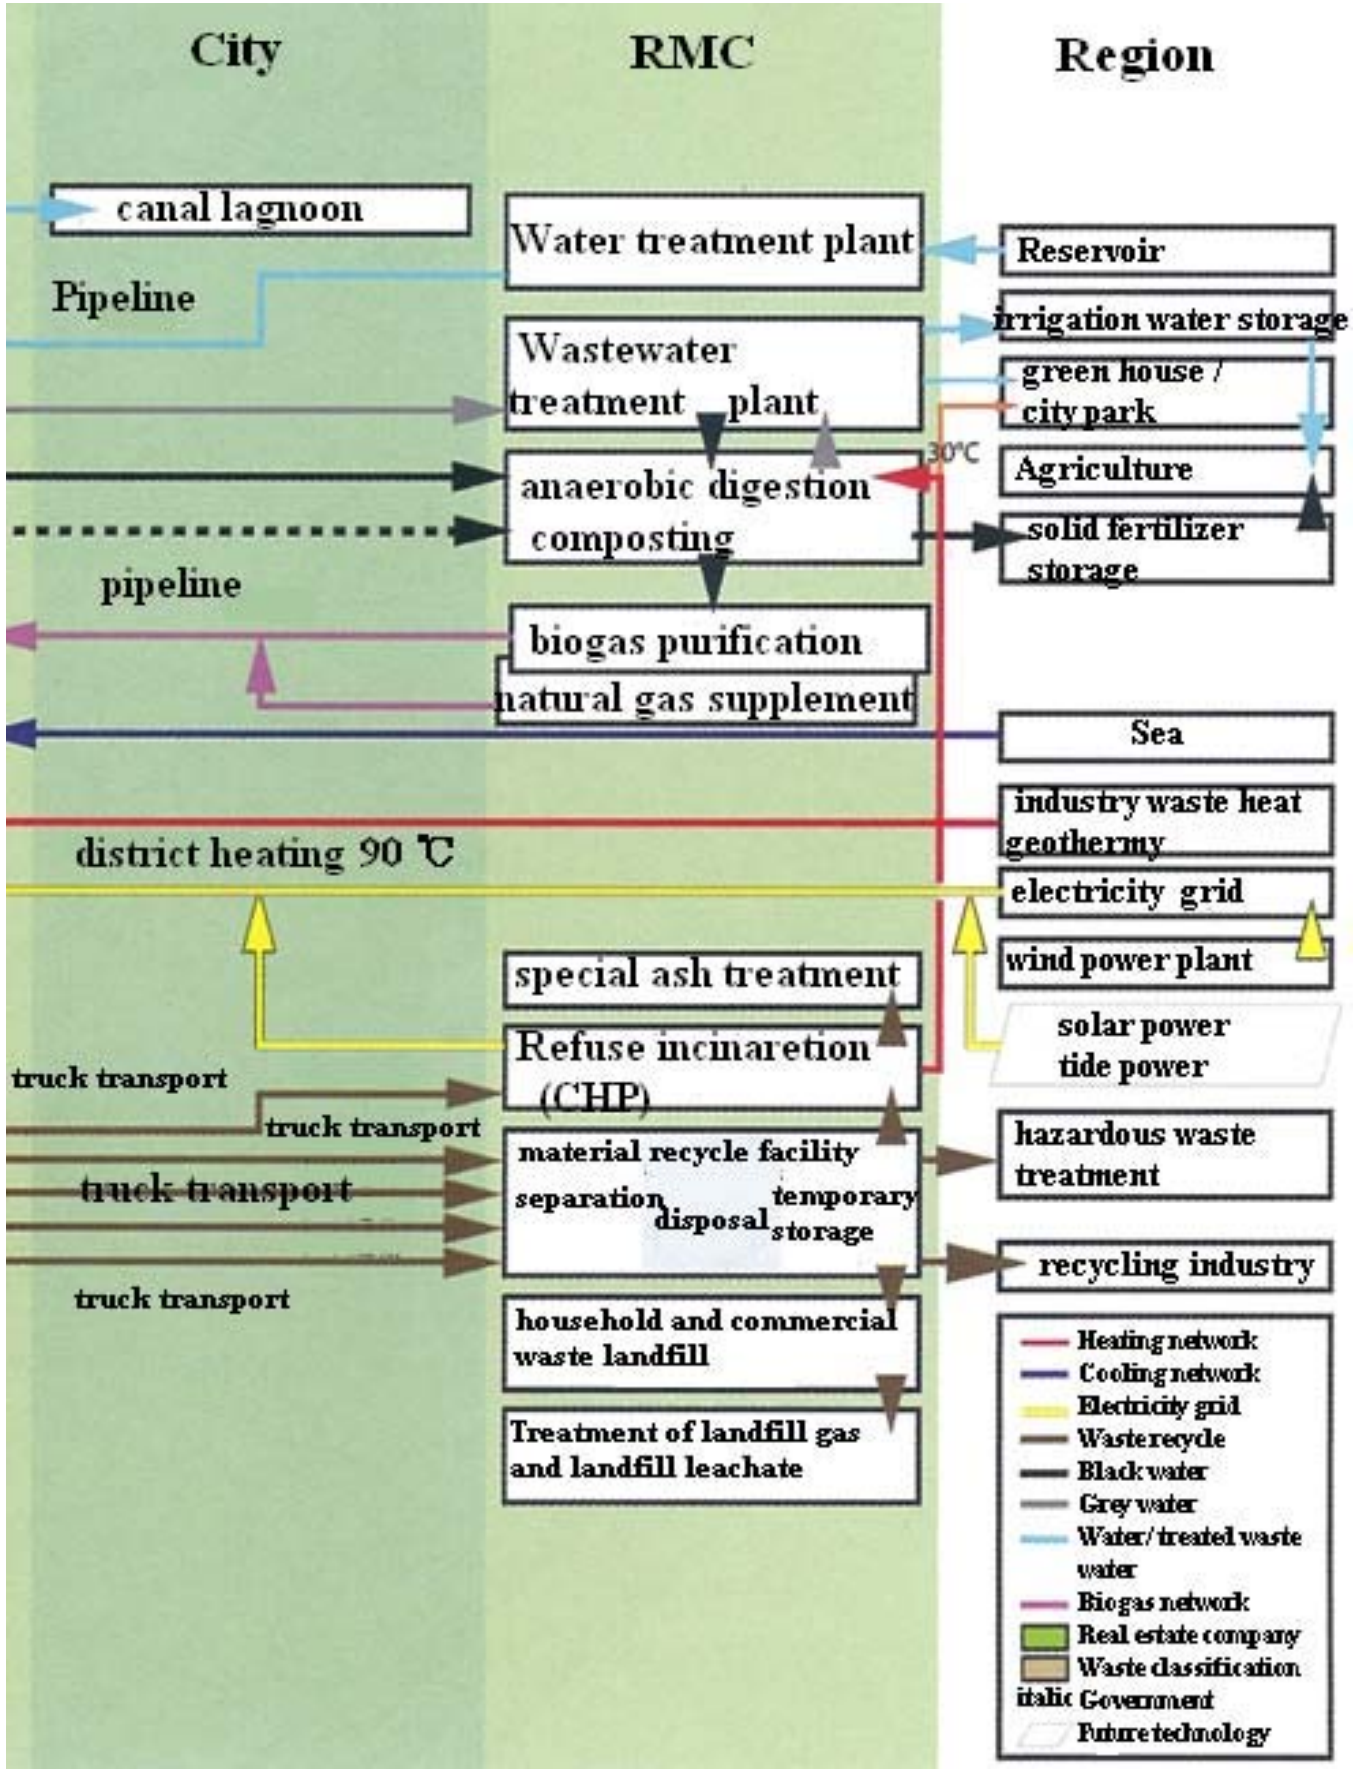 City
RMC
Region
canal lagnoon
Pipeline
pipeline
district heating 90 ℃
truck transport
truck transport
truck transport
truck transport
Water treatment plant
Wastewater
treatment plant
30℃
anaerobic digestion
composting
biogas purification
natural gas supplement
special ash treatment
Refuse incinaretion
(CHP)
material recycle facility
separation
disposal
temporary
storage
household and commercial
waste landfill
Treatment of landfill gas
and landfill leachate
Reservoir
irrigation water storage
green house /
city park
Agriculture
solid fertilizer
storage
Sea
industry waste heat
geothermy
electricity grid
wind power plant
solar power
tide power
hazardous waste
treatment
recycling industry
Heating network
Cooling network
Electricity grid
Waste recycle
Black water
Grey water
Water/treated waste
water
Biogas network
Real estate company
Waste classification
italic Government
Future technology